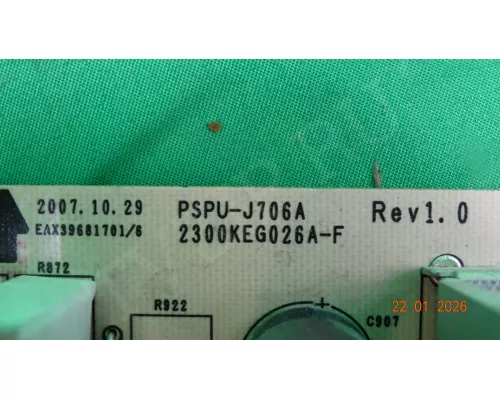 2007.10.29 PSPU-J706A Rev1.0
EAX39681701/6 2300KEG026A-F
R872
R922
C907
22 01 2026